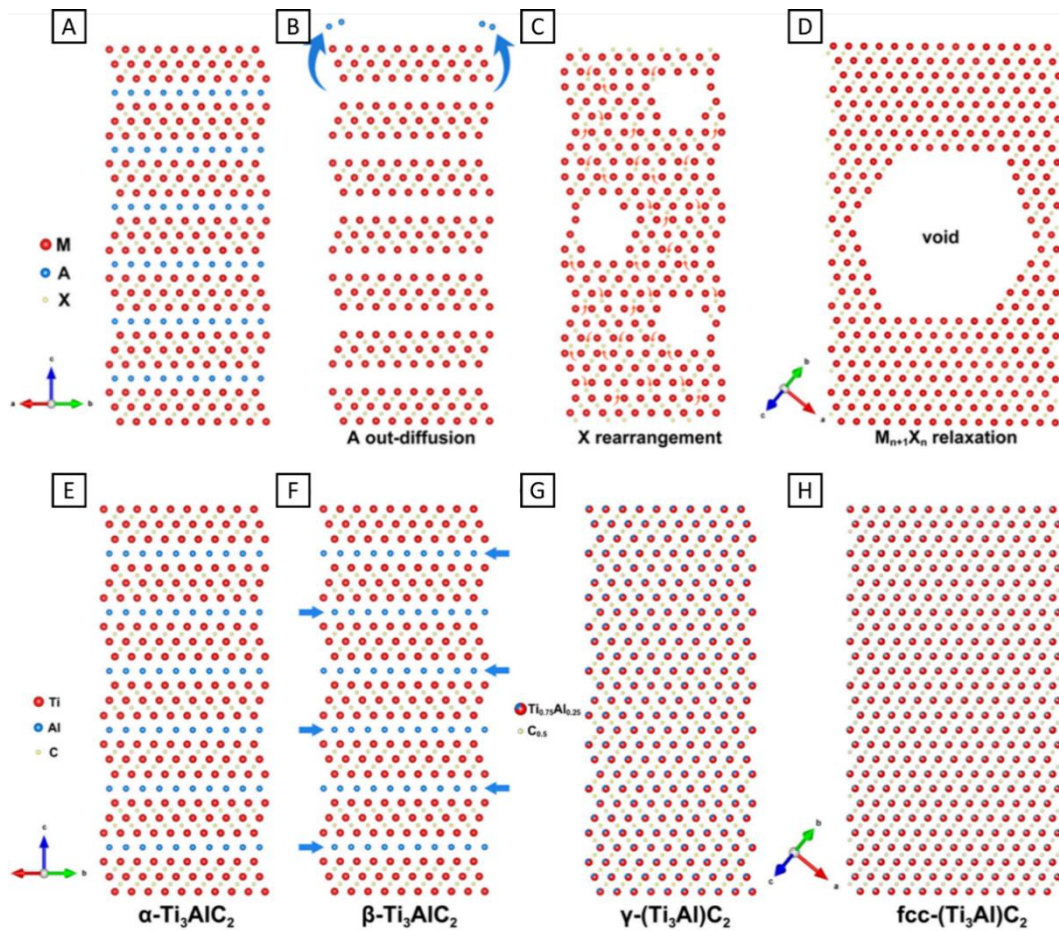 A
B
C
D
M
A
X
c
a
b
void
b
c
a
A out-diffusion
X rearrangement
Mn+1Xn relaxation
E
F
G
H
Ti
Al
C
Ti0.75Al0.25
C0.5
c
b
b
c
a
α-Ti3AlC2
β-Ti3AlC2
γ-(Ti3Al)C2
fcc-(Ti3Al)C2